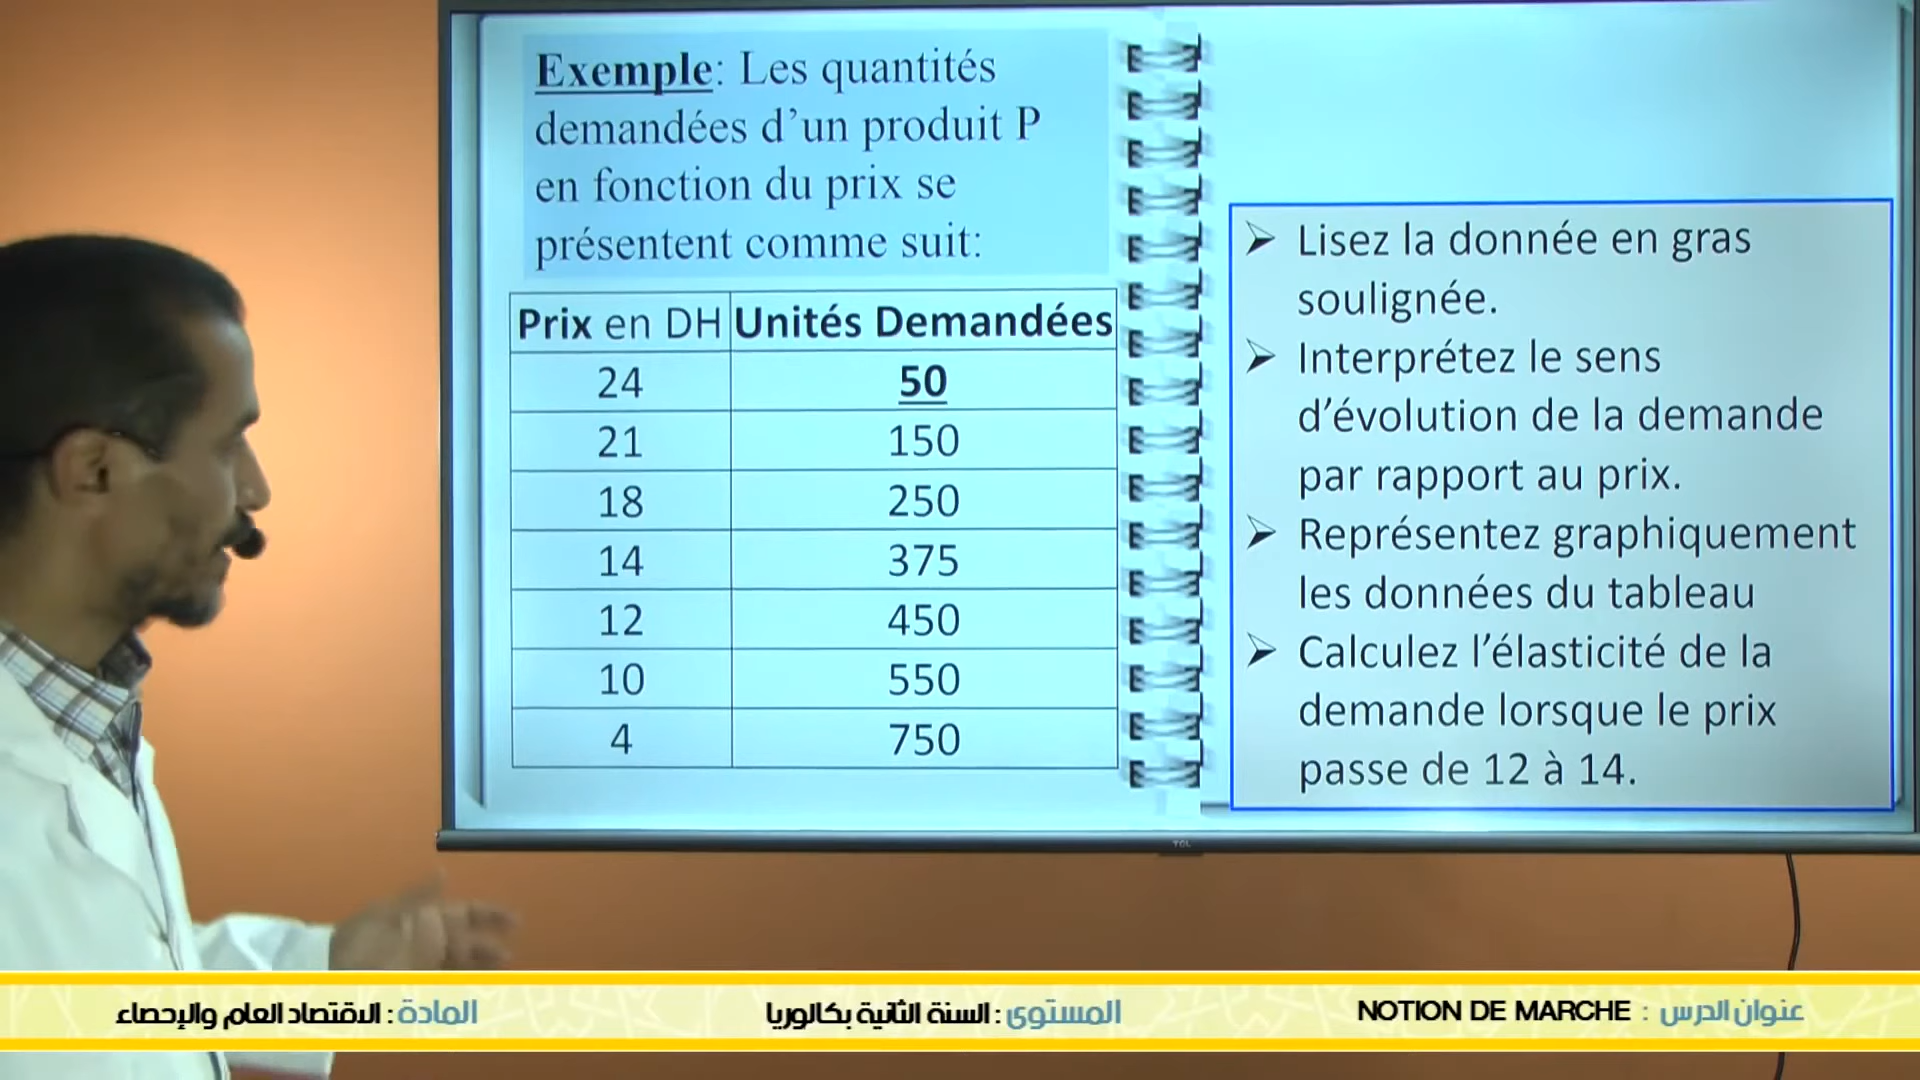 Exemple: Les quantités
demandées d’un produit P
en fonction du prix se
présentent comme suit:
Prix en DH Unités Demandées
24 50
21 150
18 250
14 375
12 450
10 550
4 750
➢ Lisez la donnée en gras
soulignée.
➢ Interprétez le sens
d’évolution de la demande
par rapport au prix.
➢ Représentez graphiquement
les données du tableau
➢ Calculez l’élasticité de la
demande lorsque le prix
passe de 12 à 14.
TCL
عنوان الدرس : NOTION DE MARCHE
المستوى : السنة الثانية بكالوريا
المادة : الاقتصاد العام والإحصاء